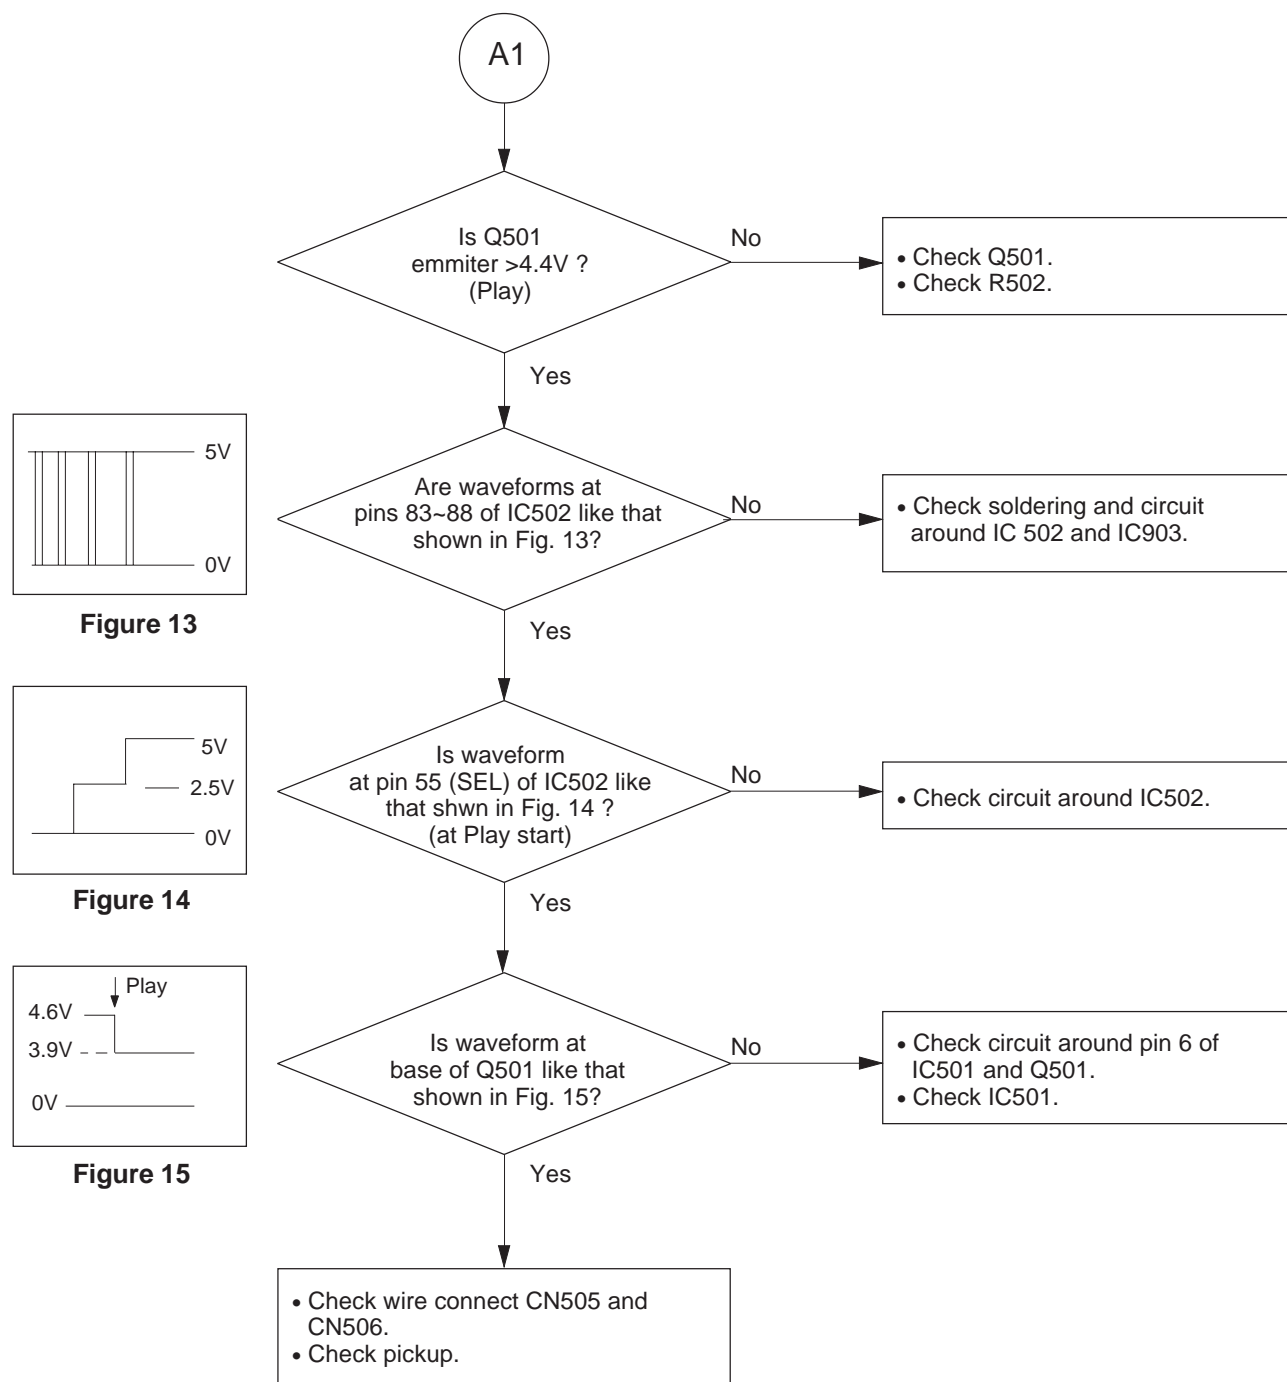 A1
Is Q501
emmiter >4.4V ?
(Play)
No
• Check Q501.
• Check R502.
Yes
5V
0V
Figure 13
Are waveforms at
pins 83~88 of IC502 like that
shown in Fig. 13?
No
• Check soldering and circuit
around IC 502 and IC903.
Yes
5V
2.5V
0V
Figure 14
Is waveform
at pin 55 (SEL) of IC502 like
that shwn in Fig. 14 ?
(at Play start)
No
• Check circuit around IC502.
Yes
Play
4.6V
3.9V
0V
Figure 15
Is waveform at
base of Q501 like that
shown in Fig. 15?
No
• Check circuit around pin 6 of
IC501 and Q501.
• Check IC501.
Yes
• Check wire connect CN505 and
CN506.
• Check pickup.